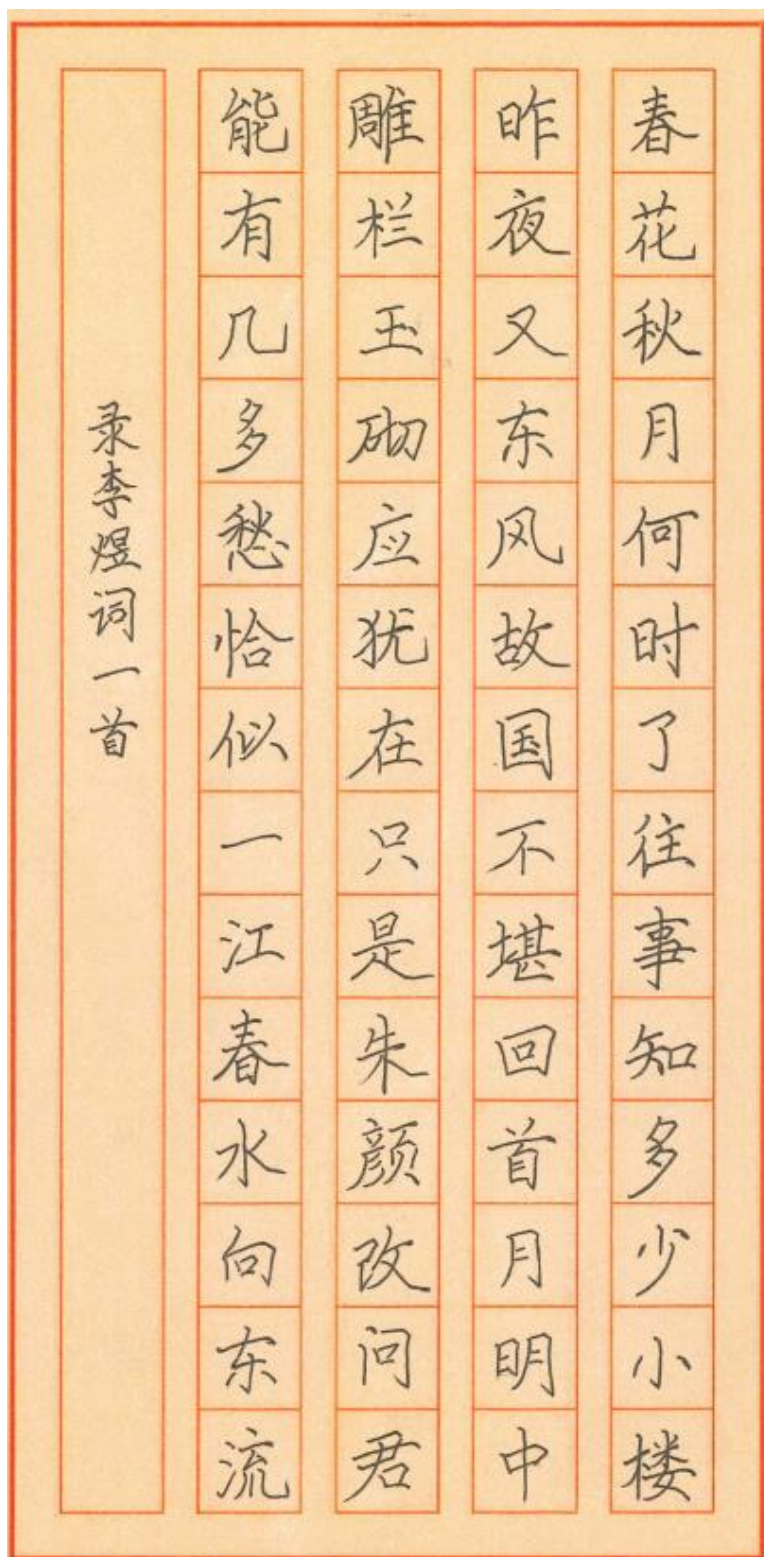 春花秋月何时了往事知多少小楼
昨夜又东风故国不堪回首月明中
雕栏玉砌应犹在只是朱颜改问君
能有几多愁恰似一江春水向东流
录李煜词一首